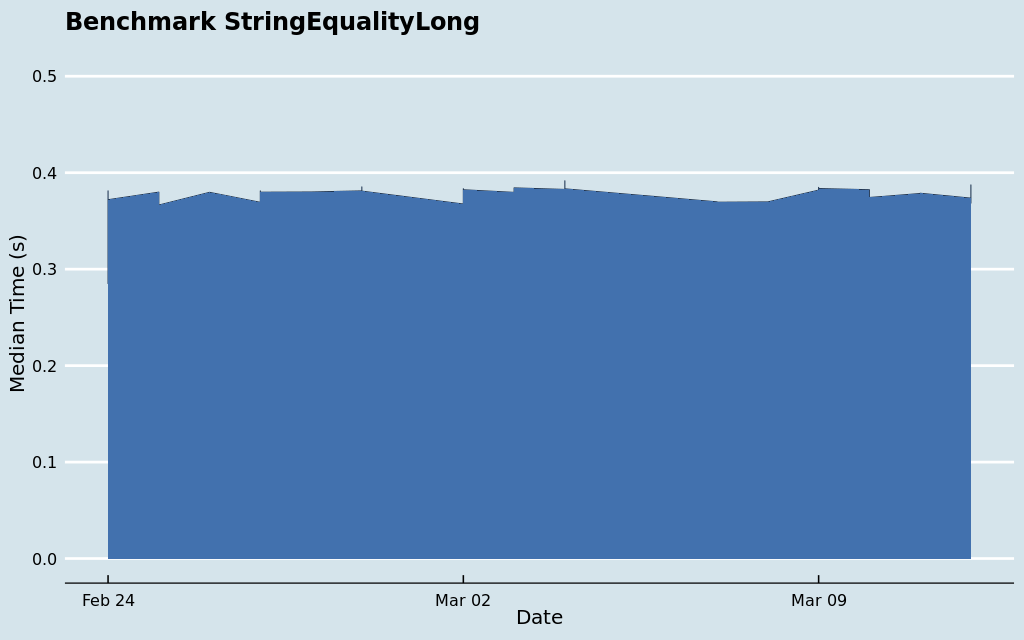 Benchmark StringEqualityLong
0.5
0.4
0.3
0.2
0.1
0.0
Median Time (s)
Feb 24
Mar 02
Mar 09
Date